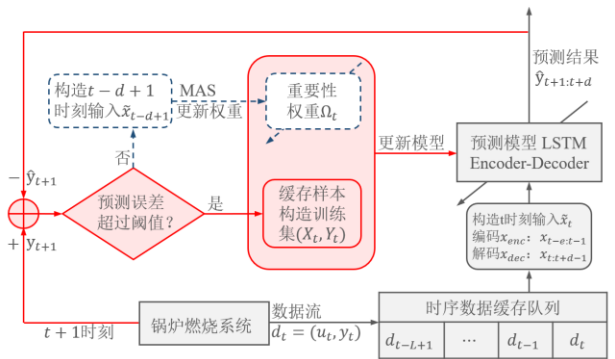 预测结果
ŷ_{t+1:t+d}
构造t−d+1
时刻输入x̃_{t−d+1}
MAS
更新权重
重要性
权重Ω_t
否
更新模型
预测模型 LSTM
Encoder-Decoder
− ŷ_{t+1}
预测误差
超过阈值？
是
缓存样本
构造训练
集(X_t, Y_t)
+ y_{t+1}
构造t时刻输入x̃_t
编码x_{enc}：x_{t−e:t−1}
解码x_{dec}：x_{t:t+d−1}
t+1时刻
锅炉燃烧系统
数据流
d_t = (u_t, y_t)
时序数据缓存队列
d_{t−L+1} ⋯ d_{t−1} d_t